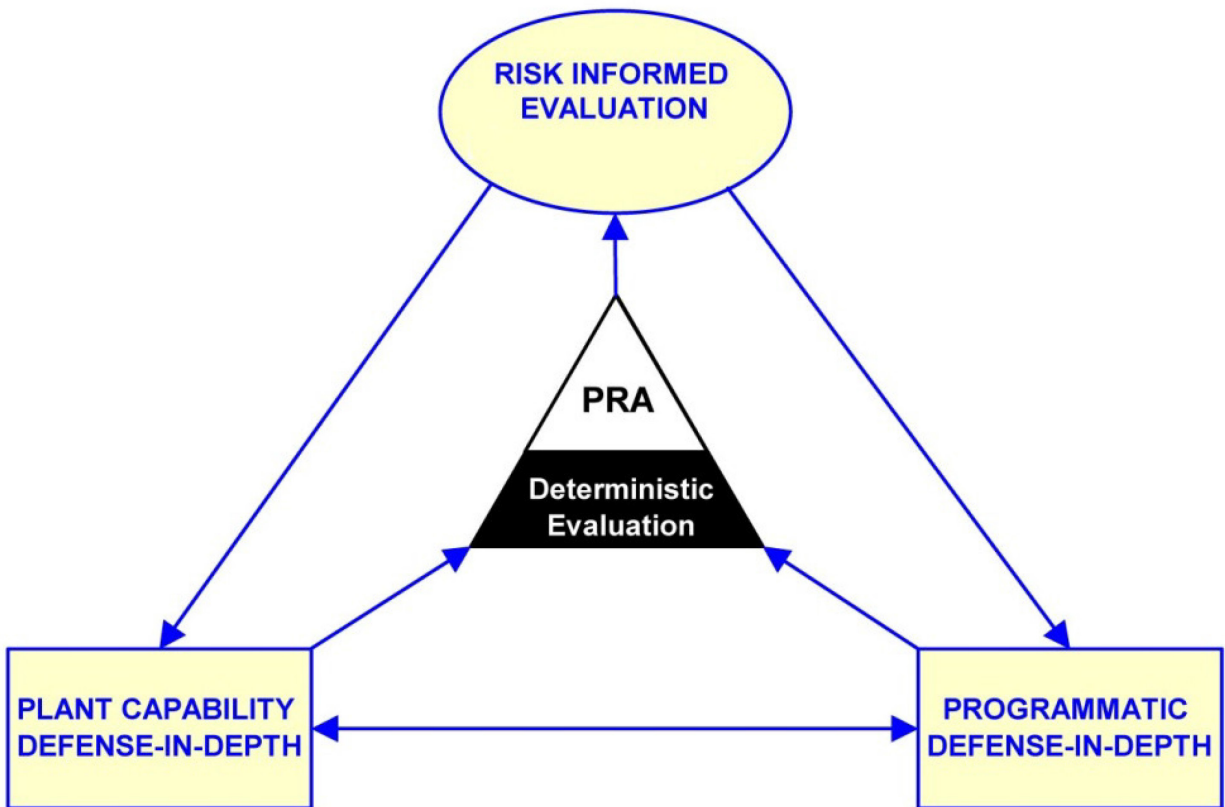 RISK INFORMED
EVALUATION
PRA
Deterministic
Evaluation
PLANT CAPABILITY
DEFENSE-IN-DEPTH
PROGRAMMATIC
DEFENSE-IN-DEPTH